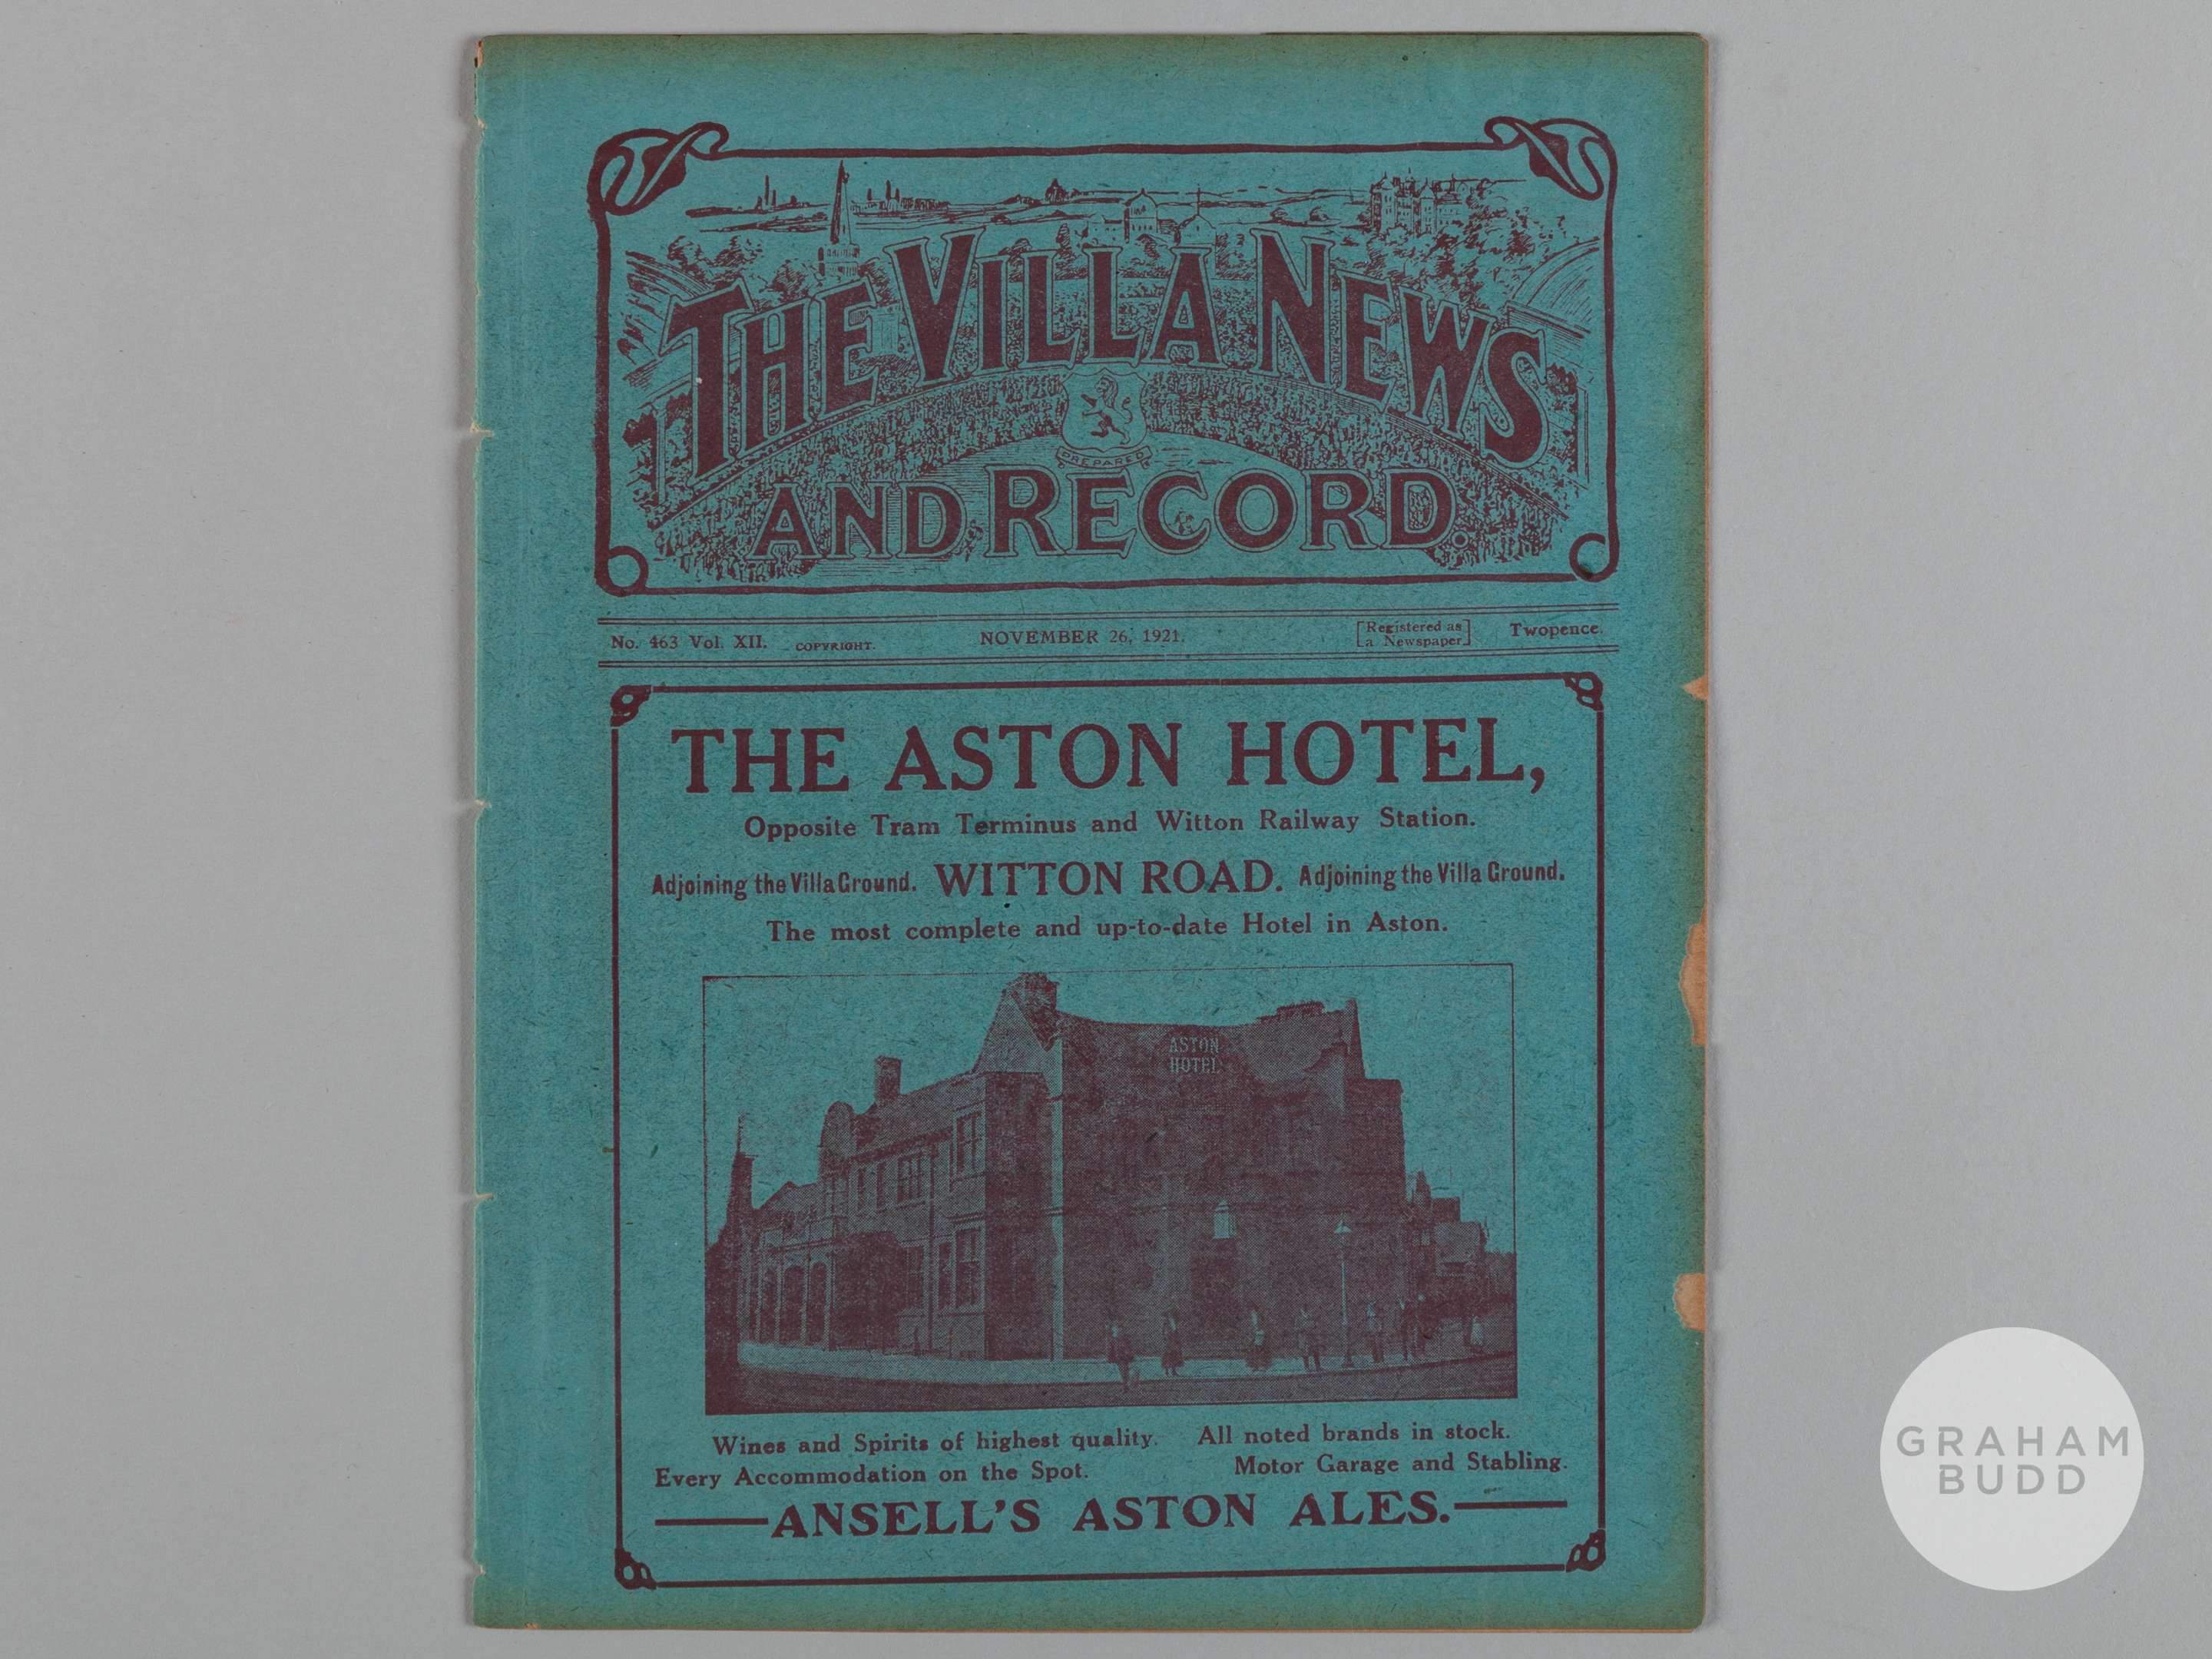 THE VILLA NEWS
PREPARED
AND RECORD.
No. 463 Vol. XII. COPYRIGHT. NOVEMBER 26, 1921. [Registered as a Newspaper] Twopence.
THE ASTON HOTEL,
Opposite Tram Terminus and Witton Railway Station.
Adjoining the Villa Ground. WITTON ROAD. Adjoining the Villa Ground.
The most complete and up-to-date Hotel in Aston.
ASTON
HOTEL
Wines and Spirits of highest quality. All noted brands in stock.
Every Accommodation on the Spot. Motor Garage and Stabling.
ANSELL'S ASTON ALES.
GRAHAM
BUDD